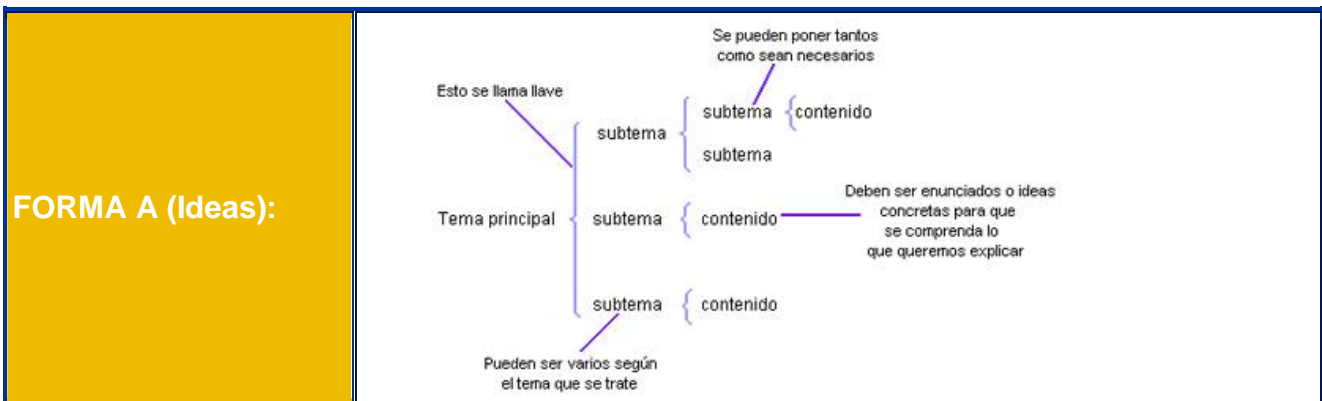 FORMA A (Ideas):
Se pueden poner tantos
como sean necesarios
Esto se llama llave
subtema
subtema
contenido
subtema
Tema principal
subtema
contenido
Deben ser enunciados o ideas
concretas para que
se comprenda lo
que queremos explicar
subtema
contenido
Pueden ser varios según
el tema que se trate